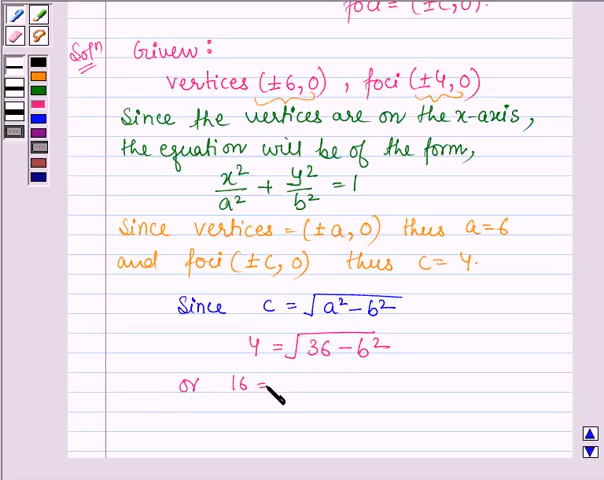 foci = (±C, 0).
Solⁿ Given:
vertices (±6,0), foci (±4,0)
Since the vertices are on the x-axis,
the equation will be of the form,
x²/a² + y²/b² = 1
Since vertices = (±a, 0) thus a=6
and foci (±c, 0) thus c= 4.
Since c = √(a² – b²)
4 = √(36 – b²)
or 16 =